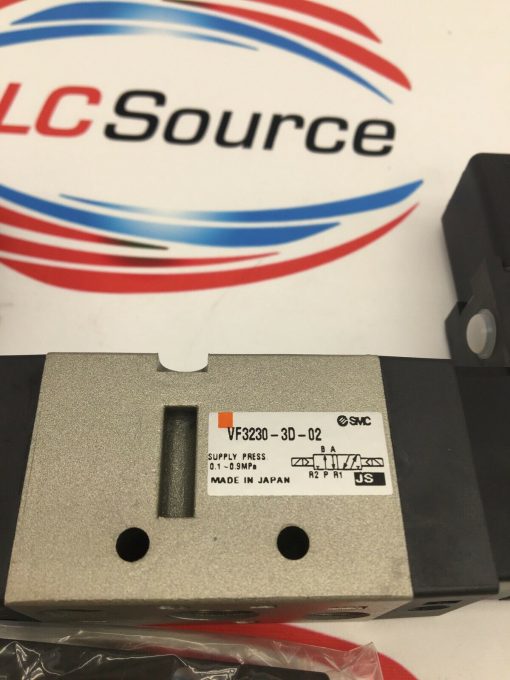 LCSource
VF3230-3D-02
SMC
SUPPLY PRESS
0.1~0.9MPa
B A
R2 P R1
MADE IN JAPAN
JS